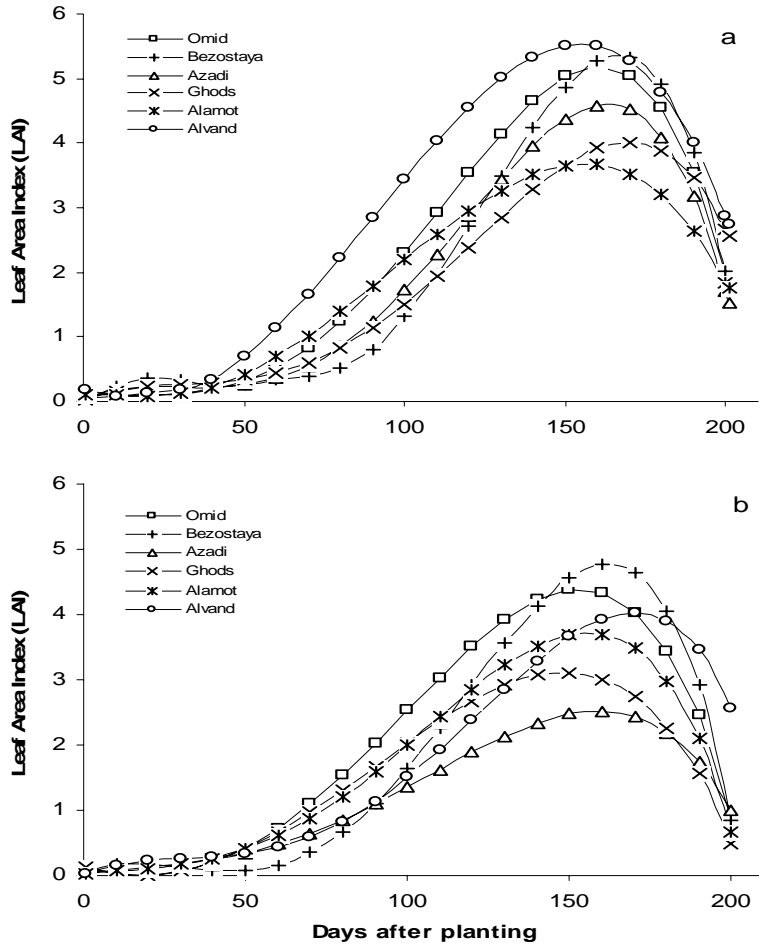 a
6
5
4
3
2
1
0
Leaf Area Index (LAI)
Omid
Bezostaya
Azadi
Ghods
Alamot
Alvand
0 50 100 150 200
b
6
5
4
3
2
1
0
Leaf Area Index (LAI)
Omid
Bezostaya
Azadi
Ghods
Alamot
Alvand
0 50 100 150 200
Days after planting